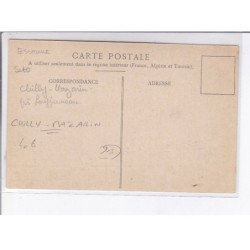 Essonne
CARTE POSTALE
A utiliser seulement dans le régime intérieur (France, Algérie et Tunisie)
CORRESPONDANCE
ADRESSE
Chilly-Mazarin
CHILLY-MAZARIN